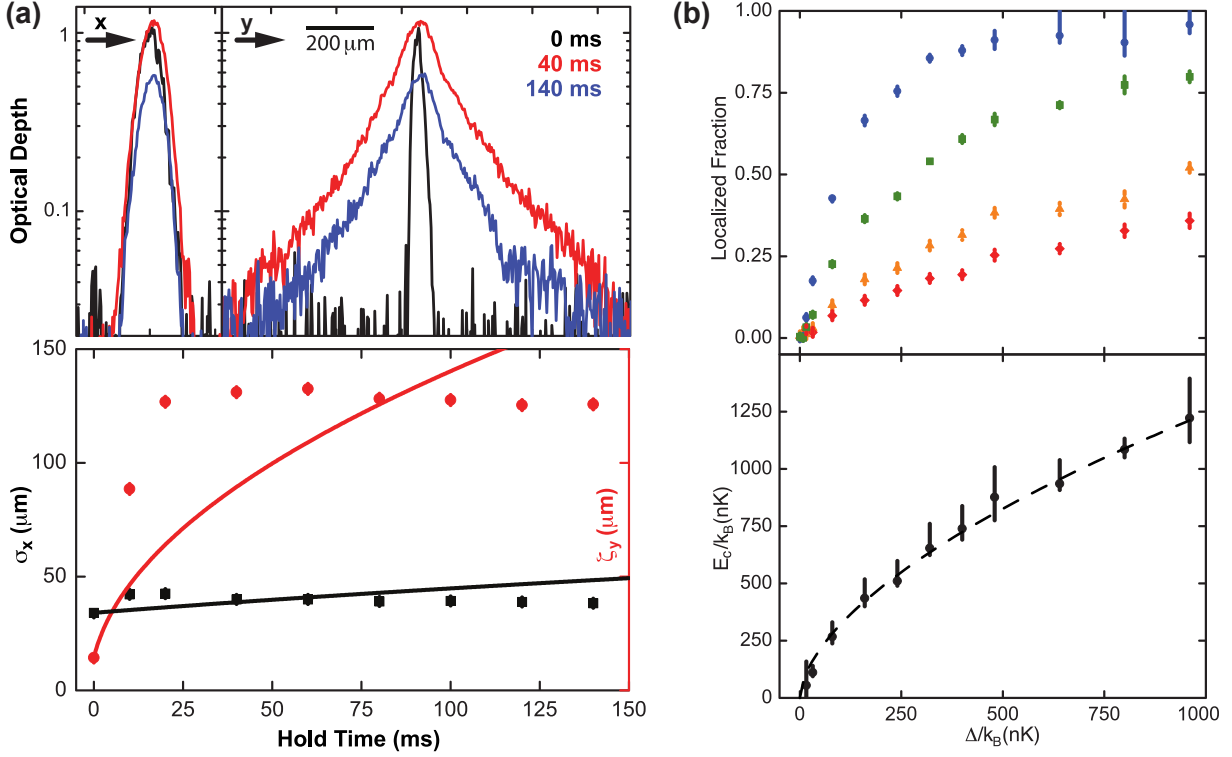 (a)
x
y
200 μm
0 ms
40 ms
140 ms
1
0.1
Optical Depth
150
100
50
0
σx (μm)
ζy (μm)
0 25 50 75 100 125 150
Hold Time (ms)
(b)
1.00
0.75
0.50
0.25
0.00
Localized Fraction
1250
1000
750
500
250
0
Ec/kB(nK)
0 250 500 750 1000
Δ/kB(nK)